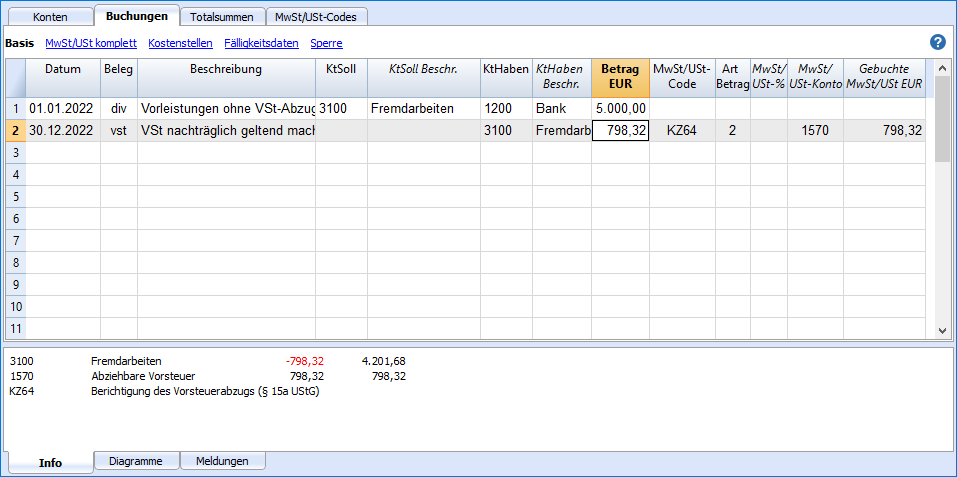 Konten Buchungen Totalsummen MwSt/USt-Codes
Basis MwSt/USt komplett Kostenstellen Fälligkeitsdaten Sperre ?
Datum Beleg Beschreibung KtSoll KtSoll Beschr. KtHaben KtHaben Beschr. Betrag EUR MwSt/USt-Code Art Betrag MwSt/USt-% MwSt/USt-Konto Gebuchte MwSt/USt EUR
1 01.01.2022 div Vorleistungen ohne VSt-Abzug 3100 Fremdarbeiten 1200 Bank 5.000,00
2 30.12.2022 vst VSt nachträglich geltend mach 3100 Fremdarb 798,32 KZ64 2 1570 798,32
3
4
5
6
7
8
9
10
11
3100 Fremdarbeiten -798,32 4.201,68
1570 Abziehbare Vorsteuer 798,32 798,32
KZ64 Berichtigung des Vorsteuerabzugs (§ 15a UStG)
Info Diagramme Meldungen